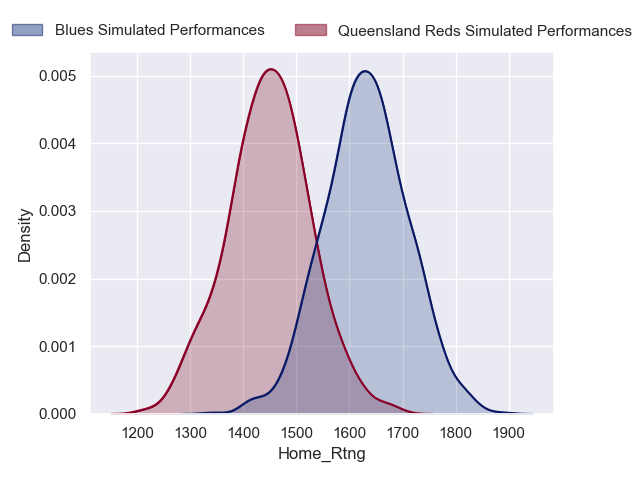 Blues Simulated Performances Queensland Reds Simulated Performances
0.005
0.004
0.003
0.002
0.001
0.000
Density
1200 1300 1400 1500 1600 1700 1800 1900
Home_Rtng